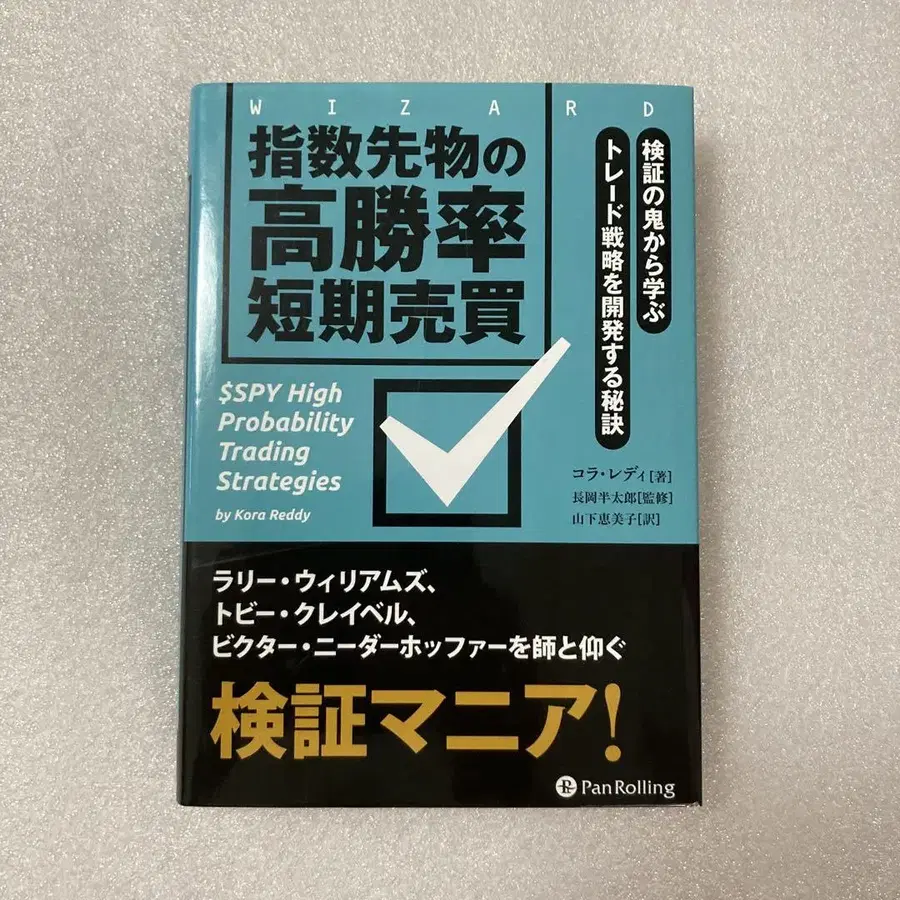 WIZARD
指数先物の
高勝率
短期売買
検証の鬼から学ぶ
トレード戦略を開発する秘訣
$SPY High
Probability
Trading
Strategies
by Kora Reddy
コラ・レディ[著]
長岡半太郎[監修]
山下恵美子[訳]
ラリー・ウィリアムズ、
トビー・クレイベル、
ビクター・ニーダーホッファーを師と仰ぐ
検証マニア!
PanRolling